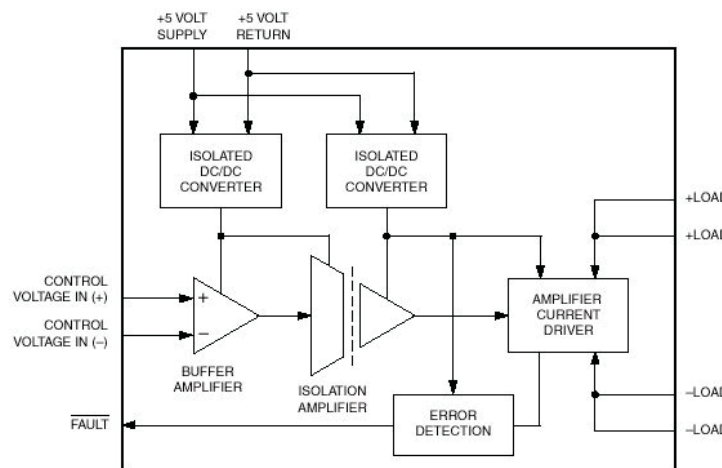 +5 VOLT
SUPPLY
+5 VOLT
RETURN
ISOLATED
DC/DC
CONVERTER
ISOLATED
DC/DC
CONVERTER
+LOAD
+LOAD
CONTROL
VOLTAGE IN (+)
+
CONTROL
VOLTAGE IN (–)
–
BUFFER
AMPLIFIER
ISOLATION
AMPLIFIER
AMPLIFIER
CURRENT
DRIVER
–LOAD
–LOAD
FAULT
ERROR
DETECTION